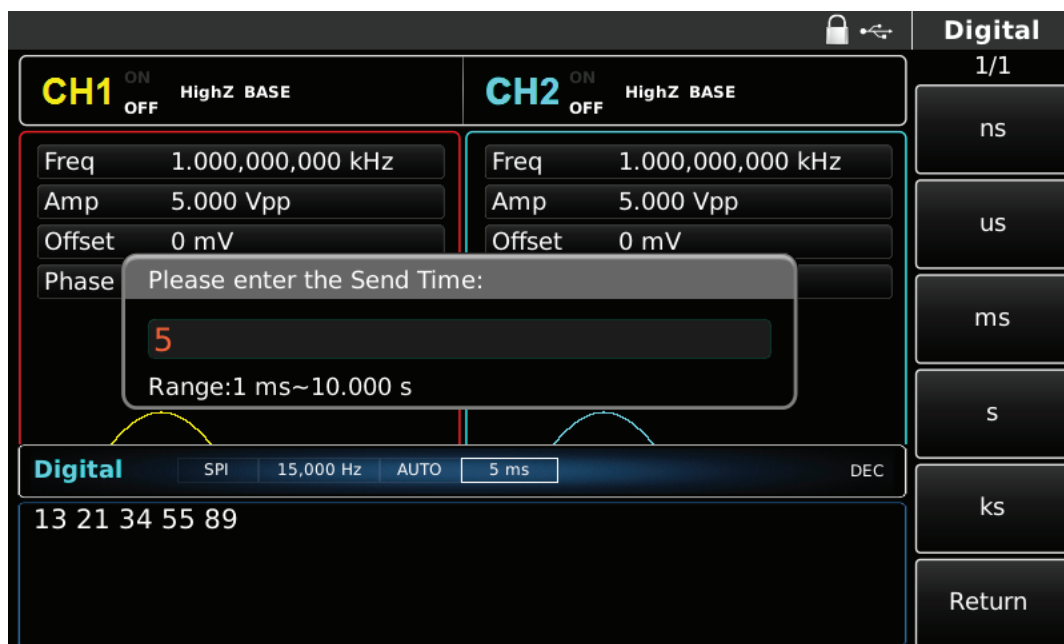 Digital
1/1
CH1 ON OFF HighZ BASE
CH2 ON OFF HighZ BASE
Freq 1.000,000,000 kHz
Amp 5.000 Vpp
Offset 0 mV
Phase
Freq 1.000,000,000 kHz
Amp 5.000 Vpp
Offset 0 mV
Please enter the Send Time:
5
Range:1 ms~10.000 s
Digital SPI 15,000 Hz AUTO 5 ms DEC
13 21 34 55 89
ns
us
ms
s
ks
Return